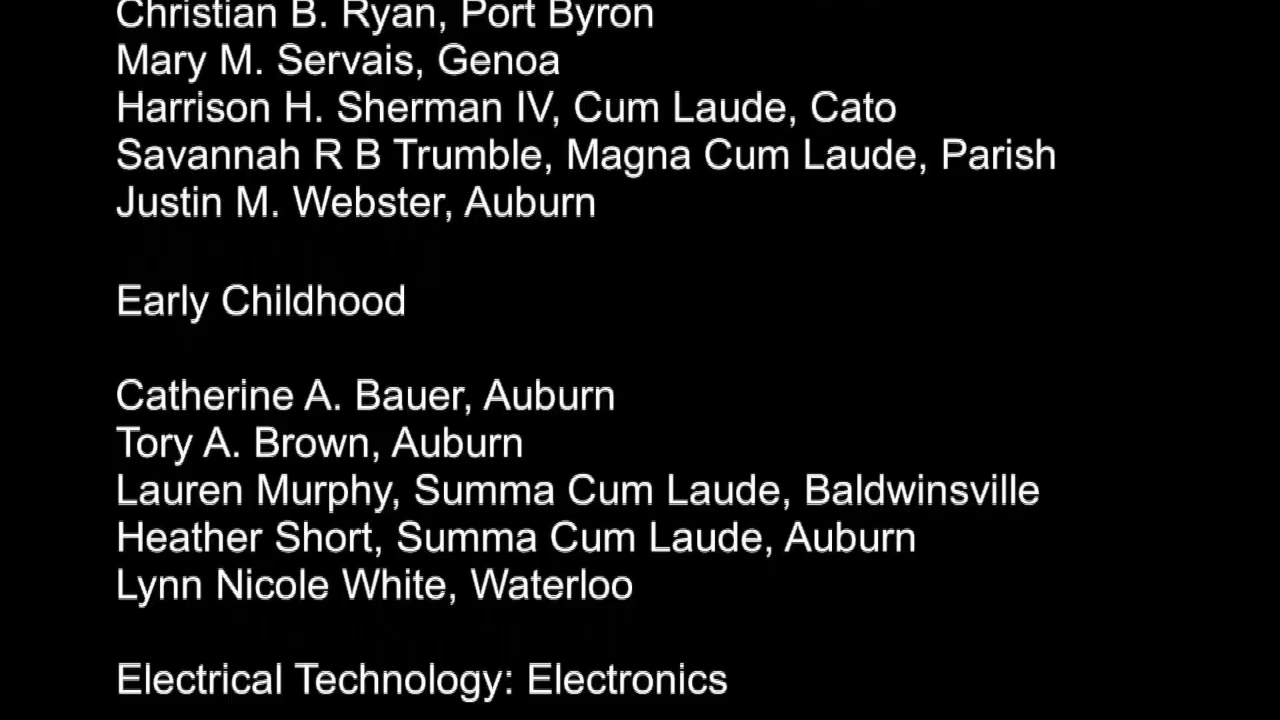 Christian B. Ryan, Port Byron
Mary M. Servais, Genoa
Harrison H. Sherman IV, Cum Laude, Cato
Savannah R B Trumble, Magna Cum Laude, Parish
Justin M. Webster, Auburn
Early Childhood
Catherine A. Bauer, Auburn
Tory A. Brown, Auburn
Lauren Murphy, Summa Cum Laude, Baldwinsville
Heather Short, Summa Cum Laude, Auburn
Lynn Nicole White, Waterloo
Electrical Technology: Electronics